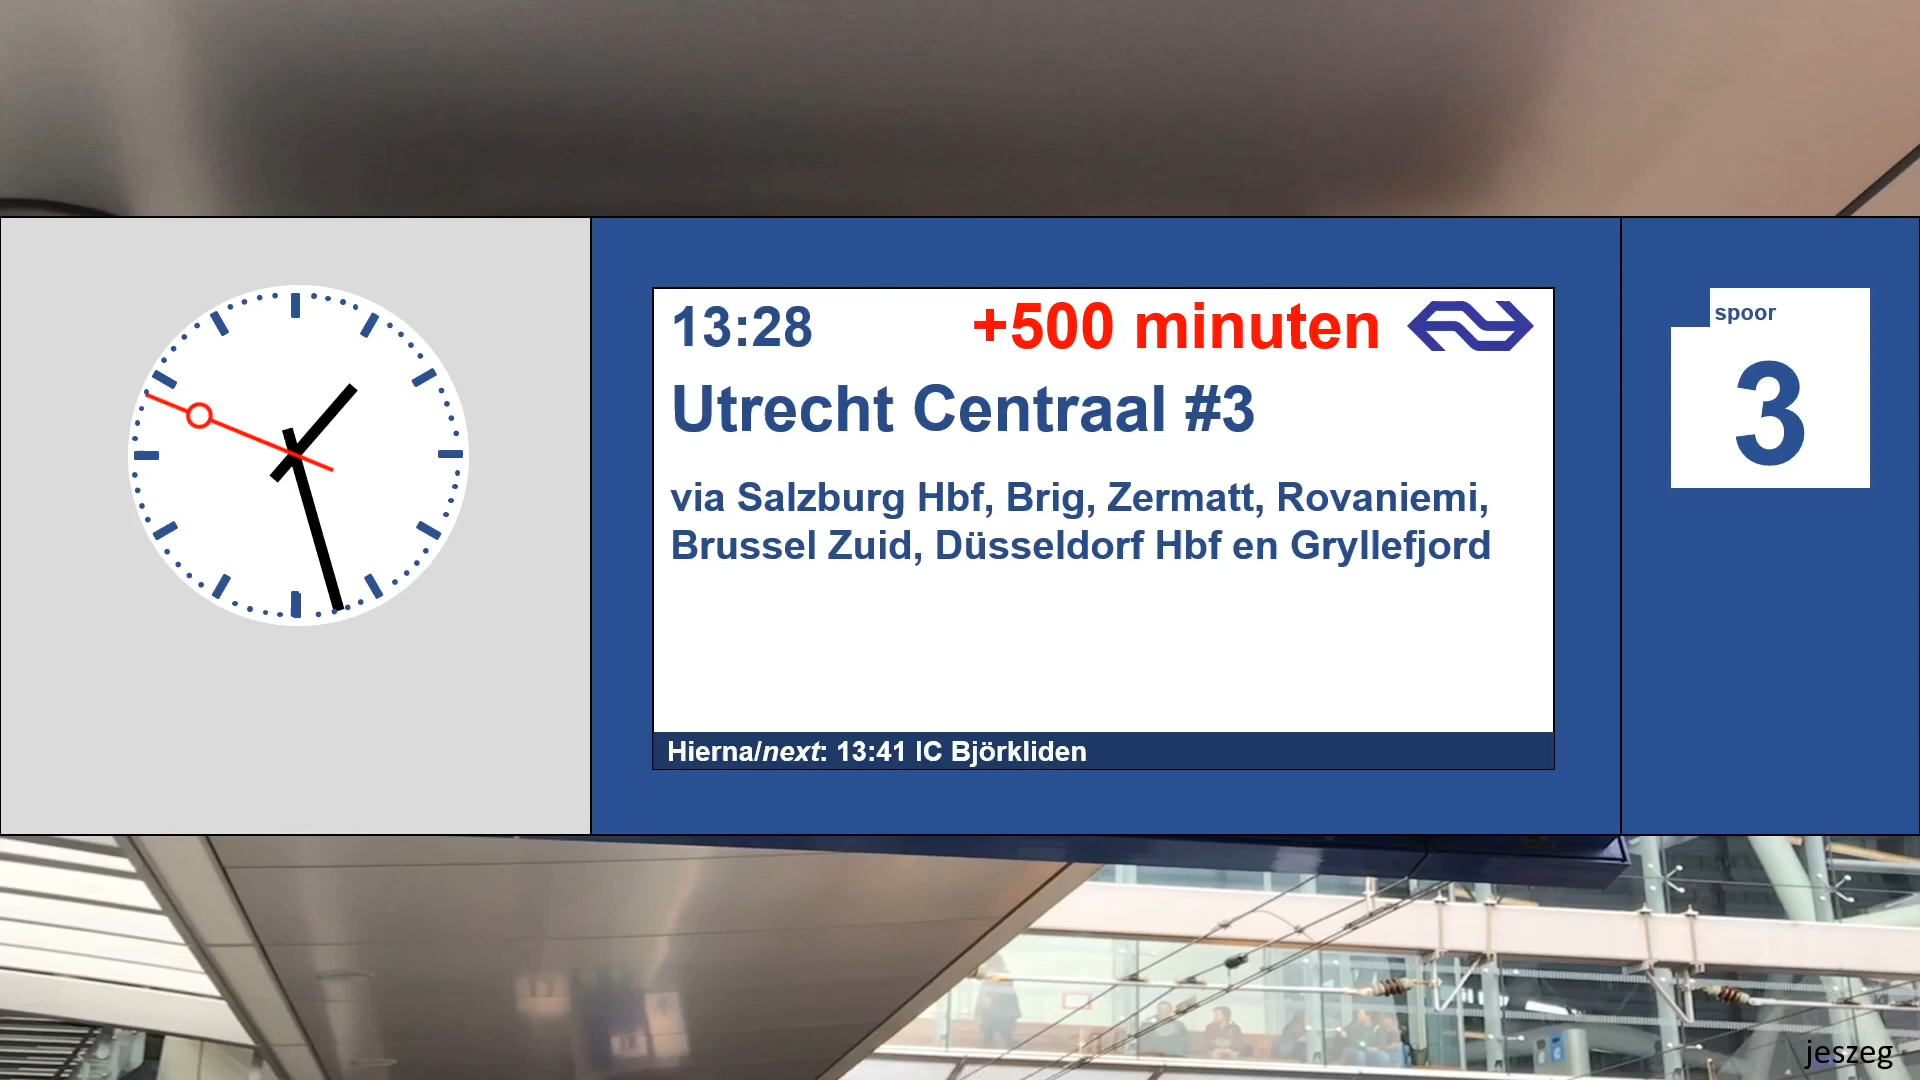 13:28 +500 minuten
Utrecht Centraal #3
via Salzburg Hbf, Brig, Zermatt, Rovaniemi,
Brussel Zuid, Düsseldorf Hbf en Gryllefjord
Hierna/next: 13:41 IC Björkliden
spoor
3
jeszeg